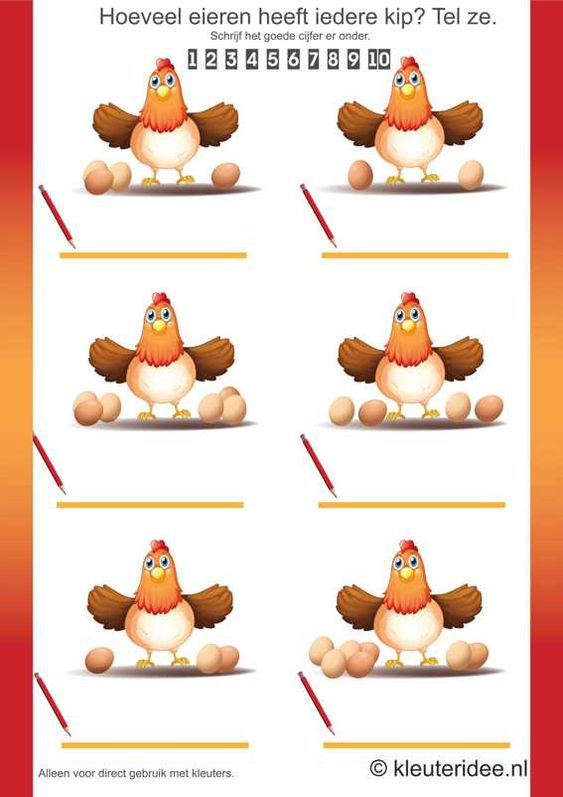 Hoeveel eieren heeft iedere kip? Tel ze.
Schrijf het goede cijfer er onder.
1 2 3 4 5 6 7 8 9 10
Alleen voor direct gebruik met kleuters.
© kleuteridee.nl